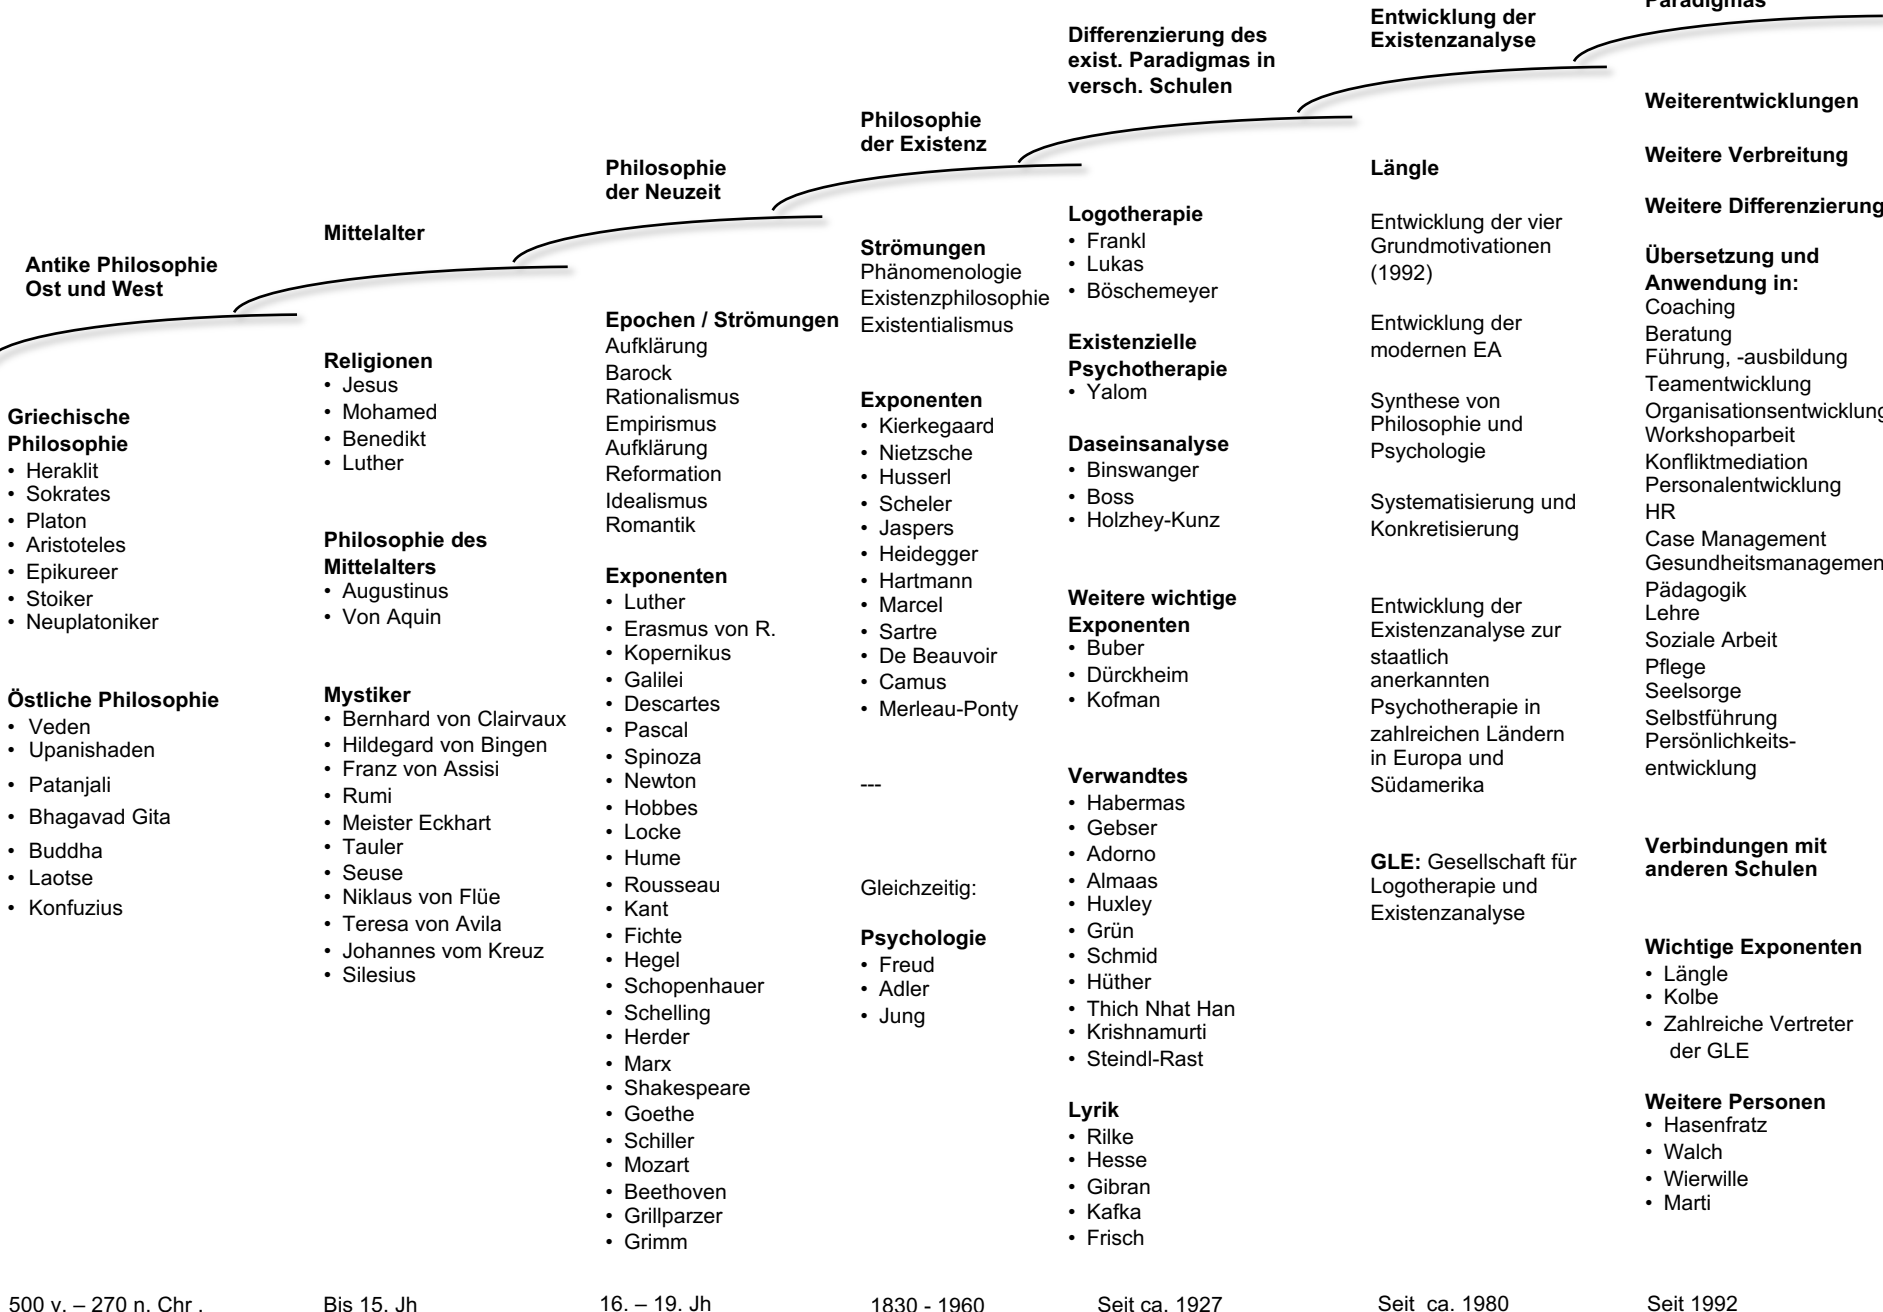 Antike Philosophie
Ost und West
Griechische
Philosophie
• Heraklit
• Sokrates
• Platon
• Aristoteles
• Epikureer
• Stoiker
• Neuplatoniker
Östliche Philosophie
• Veden
• Upanishaden
• Patanjali
• Bhagavad Gita
• Buddha
• Laotse
• Konfuzius
500 v. – 270 n. Chr .
Mittelalter
Religionen
• Jesus
• Mohamed
• Benedikt
• Luther
Philosophie des
Mittelalters
• Augustinus
• Von Aquin
Mystiker
• Bernhard von Clairvaux
• Hildegard von Bingen
• Franz von Assisi
• Rumi
• Meister Eckhart
• Tauler
• Seuse
• Niklaus von Flüe
• Teresa von Avila
• Johannes vom Kreuz
• Silesius
Bis 15. Jh
Philosophie
der Neuzeit
Epochen / Strömungen
Aufklärung
Barock
Rationalismus
Empirismus
Aufklärung
Reformation
Idealismus
Romantik
Exponenten
• Luther
• Erasmus von R.
• Kopernikus
• Galilei
• Descartes
• Pascal
• Spinoza
• Newton
• Hobbes
• Locke
• Hume
• Rousseau
• Kant
• Fichte
• Hegel
• Schopenhauer
• Schelling
• Herder
• Marx
• Shakespeare
• Goethe
• Schiller
• Mozart
• Beethoven
• Grillparzer
• Grimm
16. – 19. Jh
Philosophie
der Existenz
Strömungen
Phänomenologie
Existenzphilosophie
Existentialismus
Exponenten
• Kierkegaard
• Nietzsche
• Husserl
• Scheler
• Jaspers
• Heidegger
• Hartmann
• Marcel
• Sartre
• De Beauvoir
• Camus
• Merleau-Ponty
---
Gleichzeitig:
Psychologie
• Freud
• Adler
• Jung
1830 - 1960
Differenzierung des
exist. Paradigmas in
versch. Schulen
Logotherapie
• Frankl
• Lukas
• Böschemeyer
Existenzielle
Psychotherapie
• Yalom
Daseinsanalyse
• Binswanger
• Boss
• Holzhey-Kunz
Weitere wichtige
Exponenten
• Buber
• Dürckheim
• Kofman
Verwandtes
• Habermas
• Gebser
• Adorno
• Almaas
• Huxley
• Grün
• Schmid
• Hüther
• Thich Nhat Han
• Krishnamurti
• Steindl-Rast
Lyrik
• Rilke
• Hesse
• Gibran
• Kafka
• Frisch
Seit ca. 1927
Entwicklung der
Existenzanalyse
Längle
Entwicklung der vier
Grundmotivationen
(1992)
Entwicklung der
modernen EA
Synthese von
Philosophie und
Psychologie
Systematisierung und
Konkretisierung
Entwicklung der
Existenzanalyse zur
staatlich
anerkannten
Psychotherapie in
zahlreichen Ländern
in Europa und
Südamerika
GLE: Gesellschaft für
Logotherapie und
Existenzanalyse
Seit ca. 1980
Paradigmas
Weiterentwicklungen
Weitere Verbreitung
Weitere Differenzierung
Übersetzung und
Anwendung in:
Coaching
Beratung
Führung, -ausbildung
Teamentwicklung
Organisationsentwicklung
Workshoparbeit
Konfliktmediation
Personalentwicklung
HR
Case Management
Gesundheitsmanagemen
Pädagogik
Lehre
Soziale Arbeit
Pflege
Seelsorge
Selbstführung
Persönlichkeits-
entwicklung
Verbindungen mit
anderen Schulen
Wichtige Exponenten
• Längle
• Kolbe
• Zahlreiche Vertreter
der GLE
Weitere Personen
• Hasenfratz
• Walch
• Wierwille
• Marti
Seit 1992